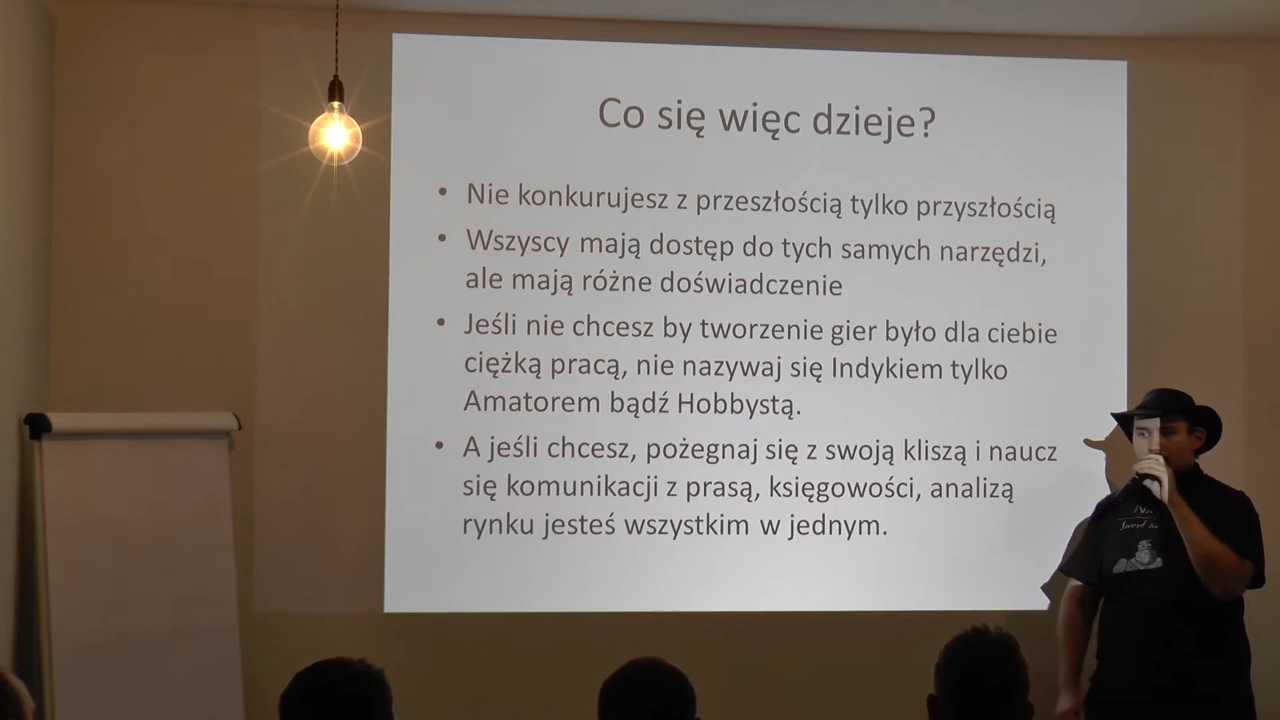 Co się więc dzieje?
• Nie konkurujesz z przeszłością tylko przyszłością
• Wszyscy mają dostęp do tych samych narzędzi,
ale mają różne doświadczenie
• Jeśli nie chcesz by tworzenie gier było dla ciebie
ciężką pracą, nie nazywaj się Indykiem tylko
Amatorem bądź Hobbystą.
• A jeśli chcesz, pożegnaj się z swoją kliszą i naucz
się komunikacji z prasą, księgowości, analizą
rynku jesteś wszystkim w jednym.